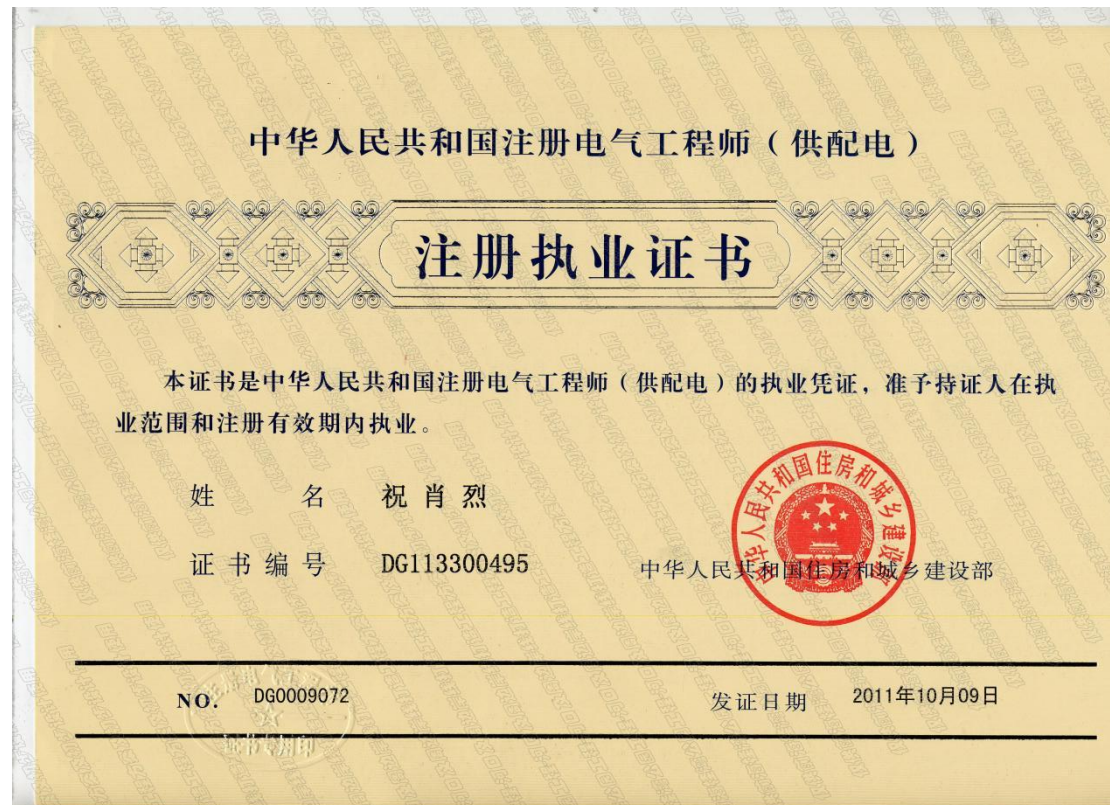 中华人民共和国注册电气工程师（供配电）
注册执业证书
本证书是中华人民共和国注册电气工程师（供配电）的执业凭证，准予持证人在执
业范围和注册有效期内执业。
姓 名 祝肖烈
证书编号 DG113300495
中华人民共和国住房和城乡建设部
中华人民共和国住房和城乡建设部
NO. DG0009072
发证日期 2011年10月09日